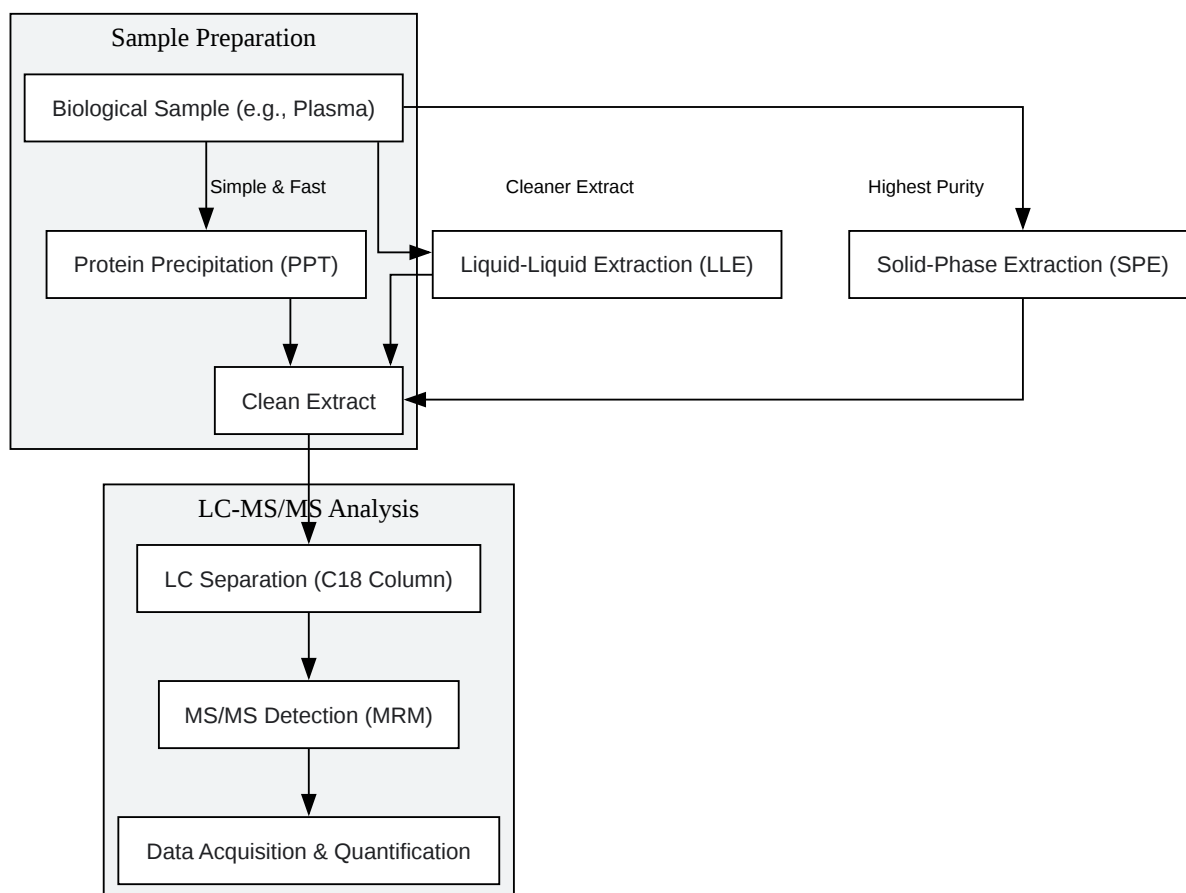 Sample Preparation
Biological Sample (e.g., Plasma)
Simple & Fast
Cleaner Extract
Highest Purity
Protein Precipitation (PPT)
Liquid-Liquid Extraction (LLE)
Solid-Phase Extraction (SPE)
Clean Extract
LC-MS/MS Analysis
LC Separation (C18 Column)
MS/MS Detection (MRM)
Data Acquisition & Quantification